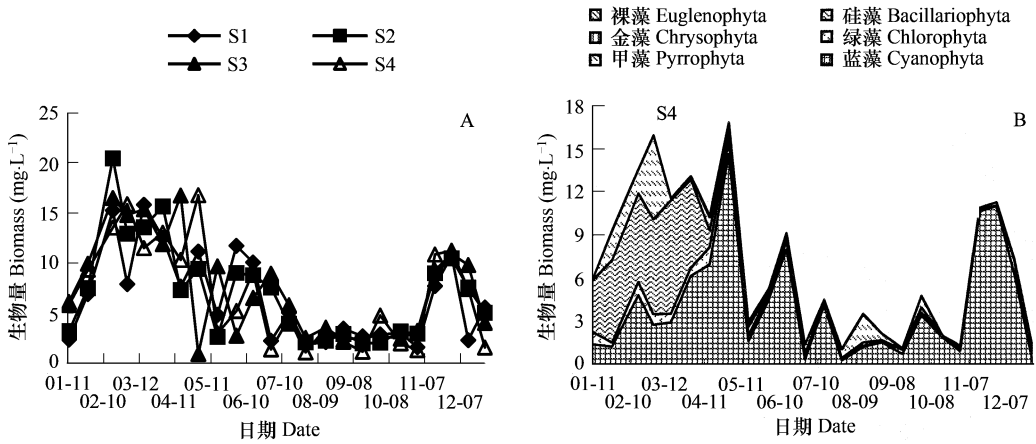 S1 S2
S3 S4
A
生物量 Biomass (mg·L⁻¹)
25
20
15
10
5
0
01-11 03-12 05-11 07-10 09-08 11-07
02-10 04-11 06-10 08-09 10-08 12-07
日期 Date
裸藻 Euglenophyta 硅藻 Bacillariophyta
金藻 Chrysophyta 绿藻 Chlorophyta
甲藻 Pyrrophyta 蓝藻 Cyanophyta
S4 B
生物量 Biomass (mg·L⁻¹)
18
15
12
9
6
3
0
01-11 03-12 05-11 07-10 09-08 11-07
02-10 04-11 06-10 08-09 10-08 12-07
日期 Date